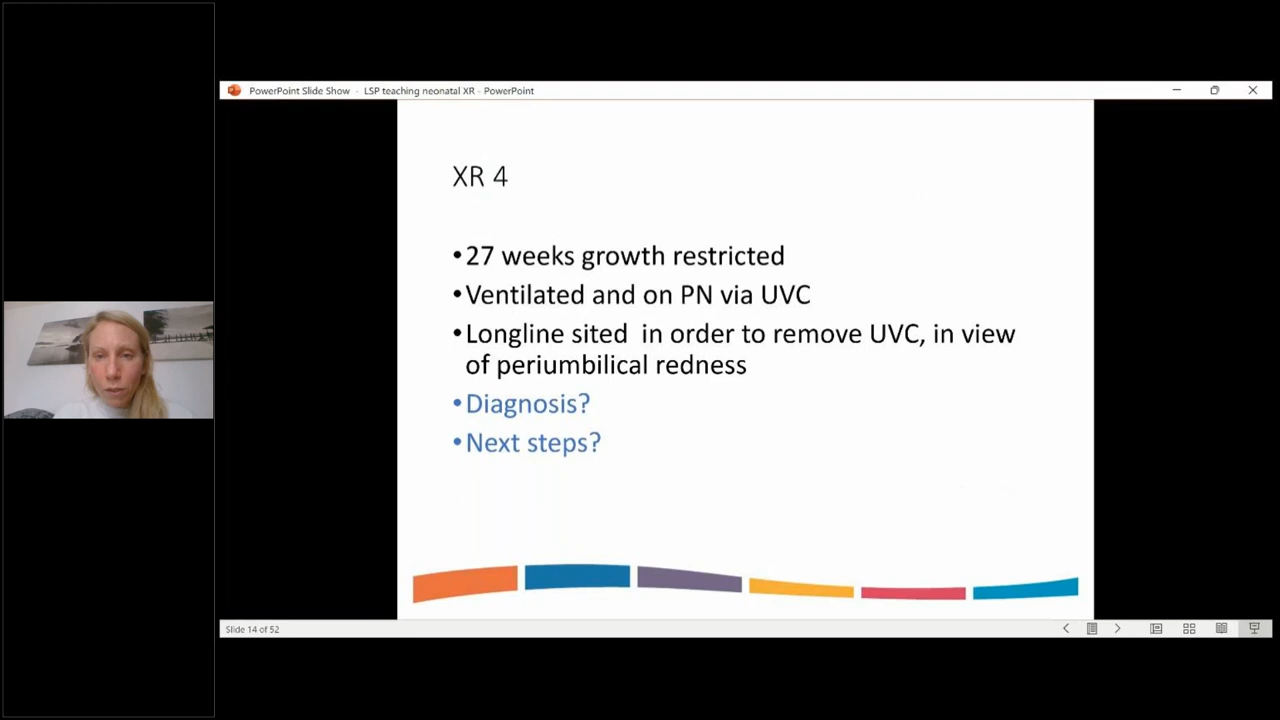 PowerPoint Slide Show - LSP teaching neonatal XR - PowerPoint
XR 4
•27 weeks growth restricted
•Ventilated and on PN via UVC
•Longline sited in order to remove UVC, in view
of periumbilical redness
•Diagnosis?
•Next steps?
Slide 14 of 52